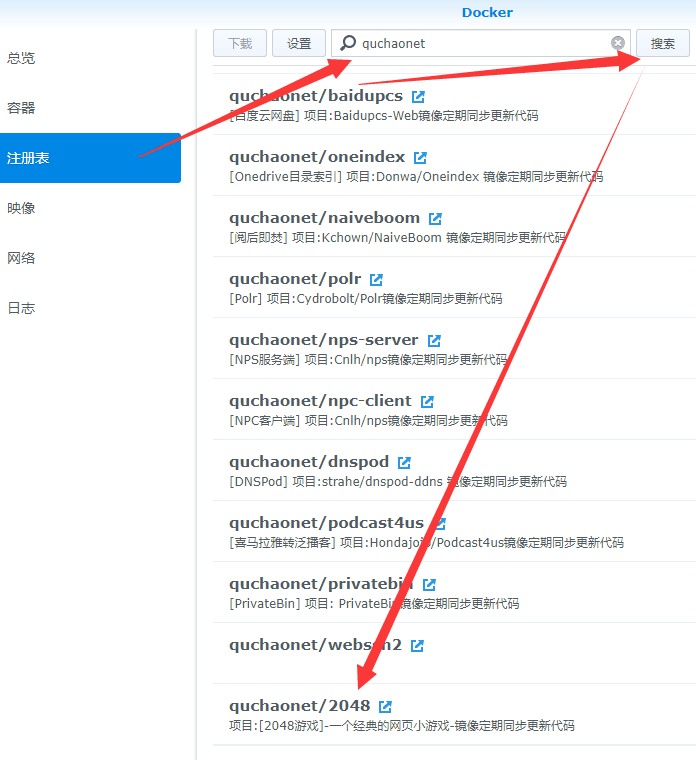 Docker
总览
容器
注册表
映像
网络
日志
下载 设置 quchaonet 搜索
quchaonet/baidupcs
[百度云网盘] 项目:Baidupcs-Web镜像定期同步更新代码
quchaonet/oneindex
[Onedrive目录索引] 项目:Donwa/Oneindex 镜像定期同步更新代码
quchaonet/naiveboom
[阅后即焚] 项目:Kchown/NaiveBoom 镜像定期同步更新代码
quchaonet/polr
[Polr] 项目:Cydrobolt/Polr镜像定期同步更新代码
quchaonet/nps-server
[NPS服务端] 项目:Cnlh/nps镜像定期同步更新代码
quchaonet/npc-client
[NPC客户端] 项目:Cnlh/nps镜像定期同步更新代码
quchaonet/dnspod
[DNSPod] 项目:strahe/dnspod-ddns 镜像定期同步更新代码
quchaonet/podcast4us
[喜马拉雅转泛播客] 项目:Hondajojo/Podcast4us镜像定期同步更新代码
quchaonet/privatebin
[PrivateBin] 项目: PrivateBin镜像定期同步更新代码
quchaonet/webssh2
quchaonet/2048
项目:[2048游戏]-一个经典的网页小游戏-镜像定期同步更新代码